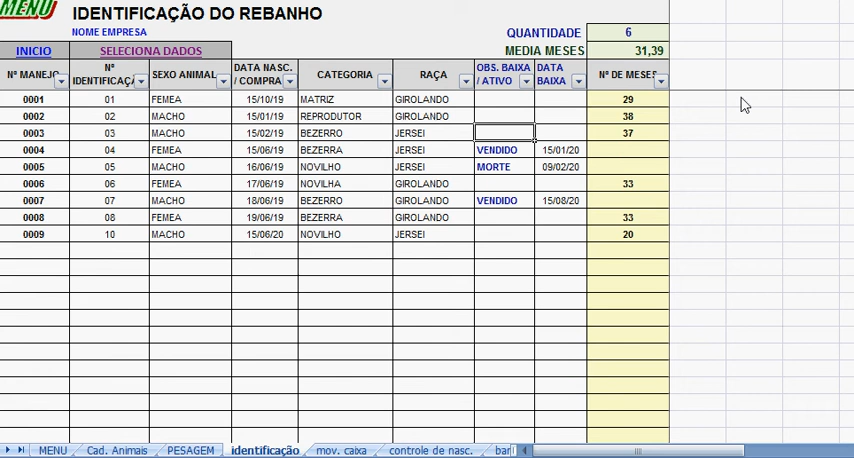 MENU
IDENTIFICAÇÃO DO REBANHO
NOME EMPRESA
QUANTIDADE 6
INICIO SELECIONA DADOS MEDIA MESES 31,39
Nº MANEJO Nº IDENTIFICAÇA SEXO ANIMAL DATA NASC. / COMPRA CATEGORIA RAÇA OBS. BAIXA / ATIVO DATA BAIXA Nº DE MESES
0001 01 FEMEA 15/10/19 MATRIZ GIROLANDO 29
0002 02 MACHO 15/01/19 REPRODUTOR GIROLANDO 38
0003 03 MACHO 15/02/19 BEZERRO JERSEI 37
0004 04 FEMEA 15/06/19 BEZERRA JERSEI VENDIDO 15/01/20
0005 05 MACHO 16/06/19 NOVILHO JERSEI MORTE 09/02/20
0006 06 FEMEA 17/06/19 NOVILHA GIROLANDO 33
0007 07 MACHO 18/06/19 BEZERRO GIROLANDO VENDIDO 15/08/20
0008 08 FEMEA 19/06/19 BEZERRA GIROLANDO 33
0009 10 MACHO 15/06/20 NOVILHO JERSEI 20
MENU Cad. Animais PESAGEM identificação mov. caixa controle de nasc. bar